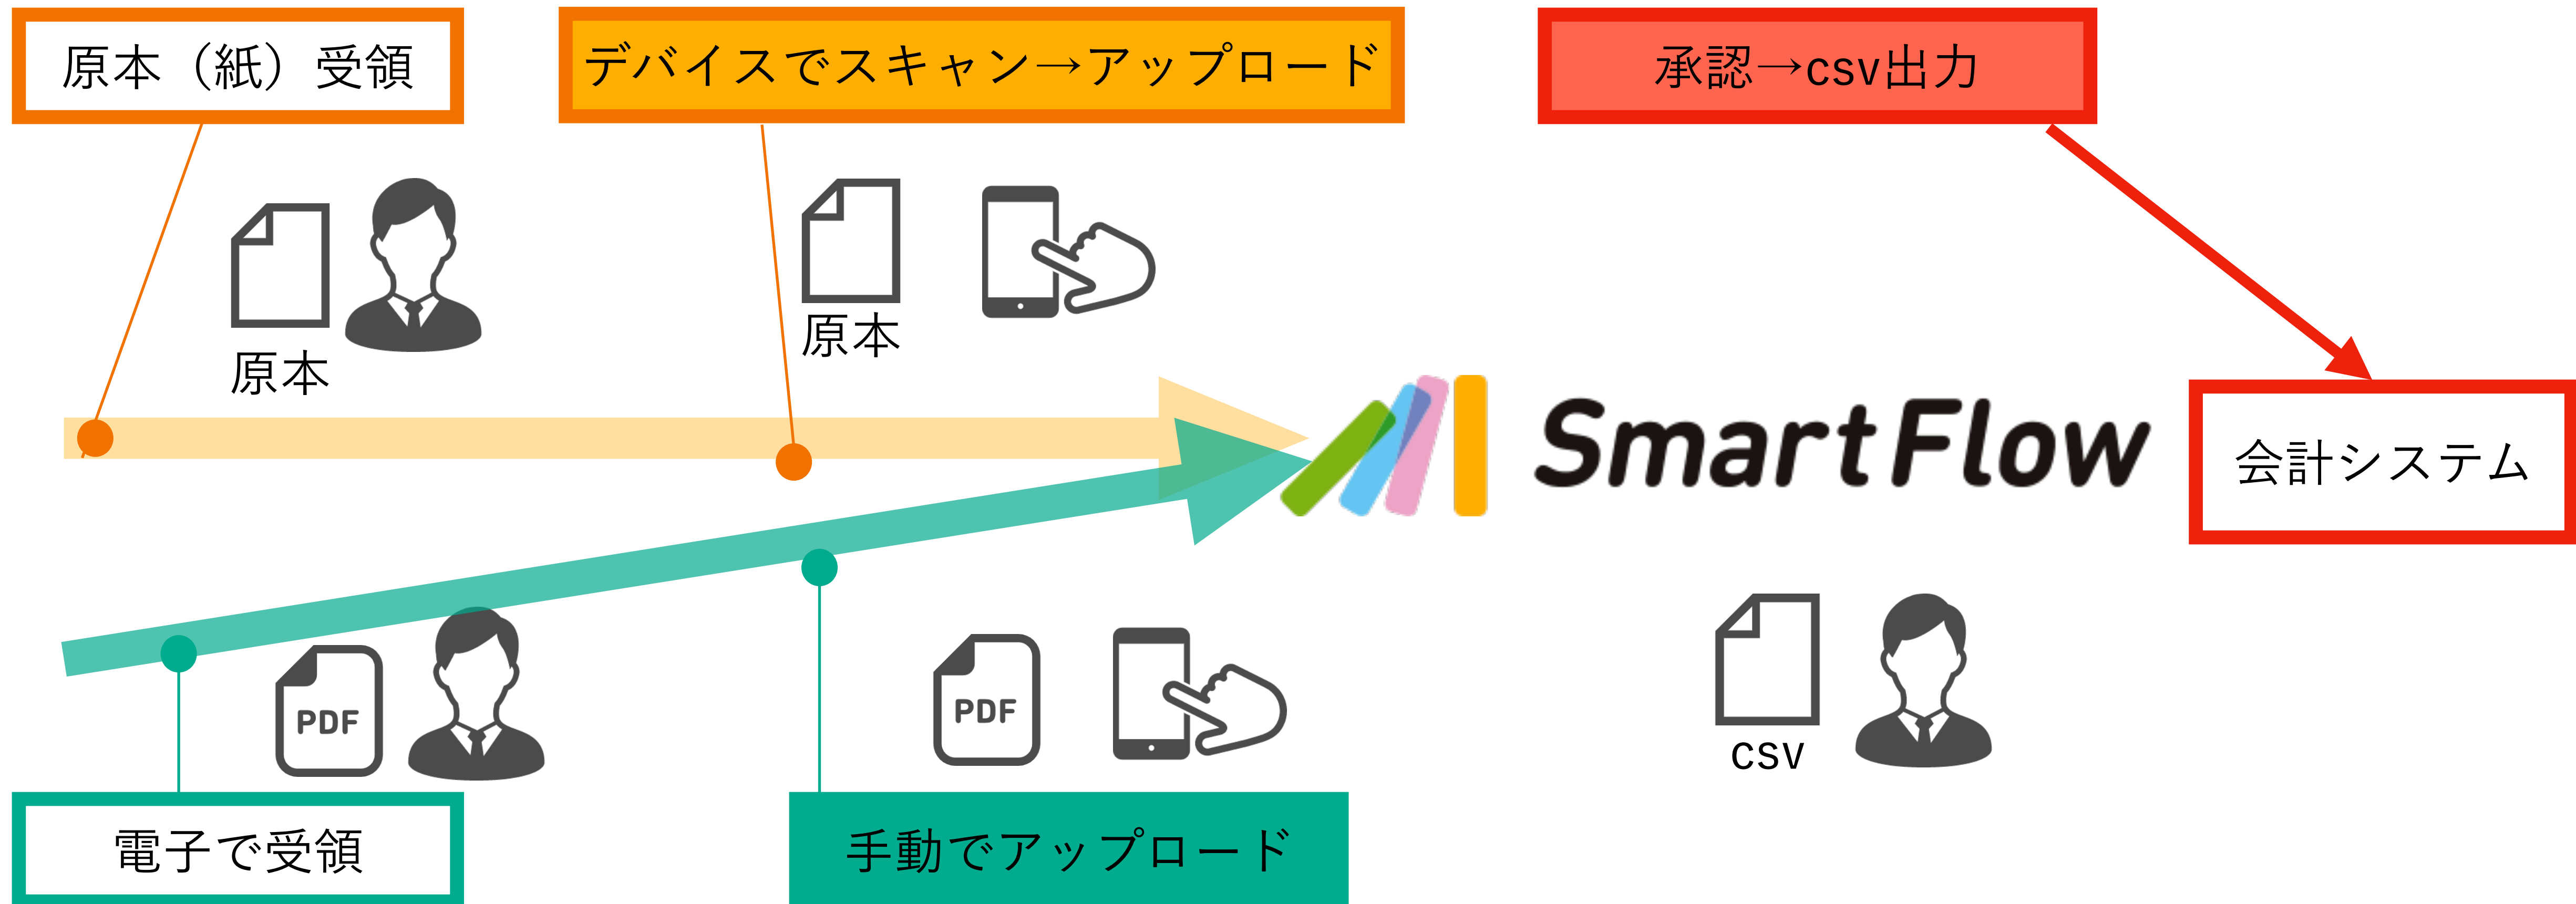 原本（紙）受領
デバイスでスキャン→アップロード
承認→csv出力
原本
原本
Smart Flow
会計システム
PDF
PDF
csv
電子で受領
手動でアップロード